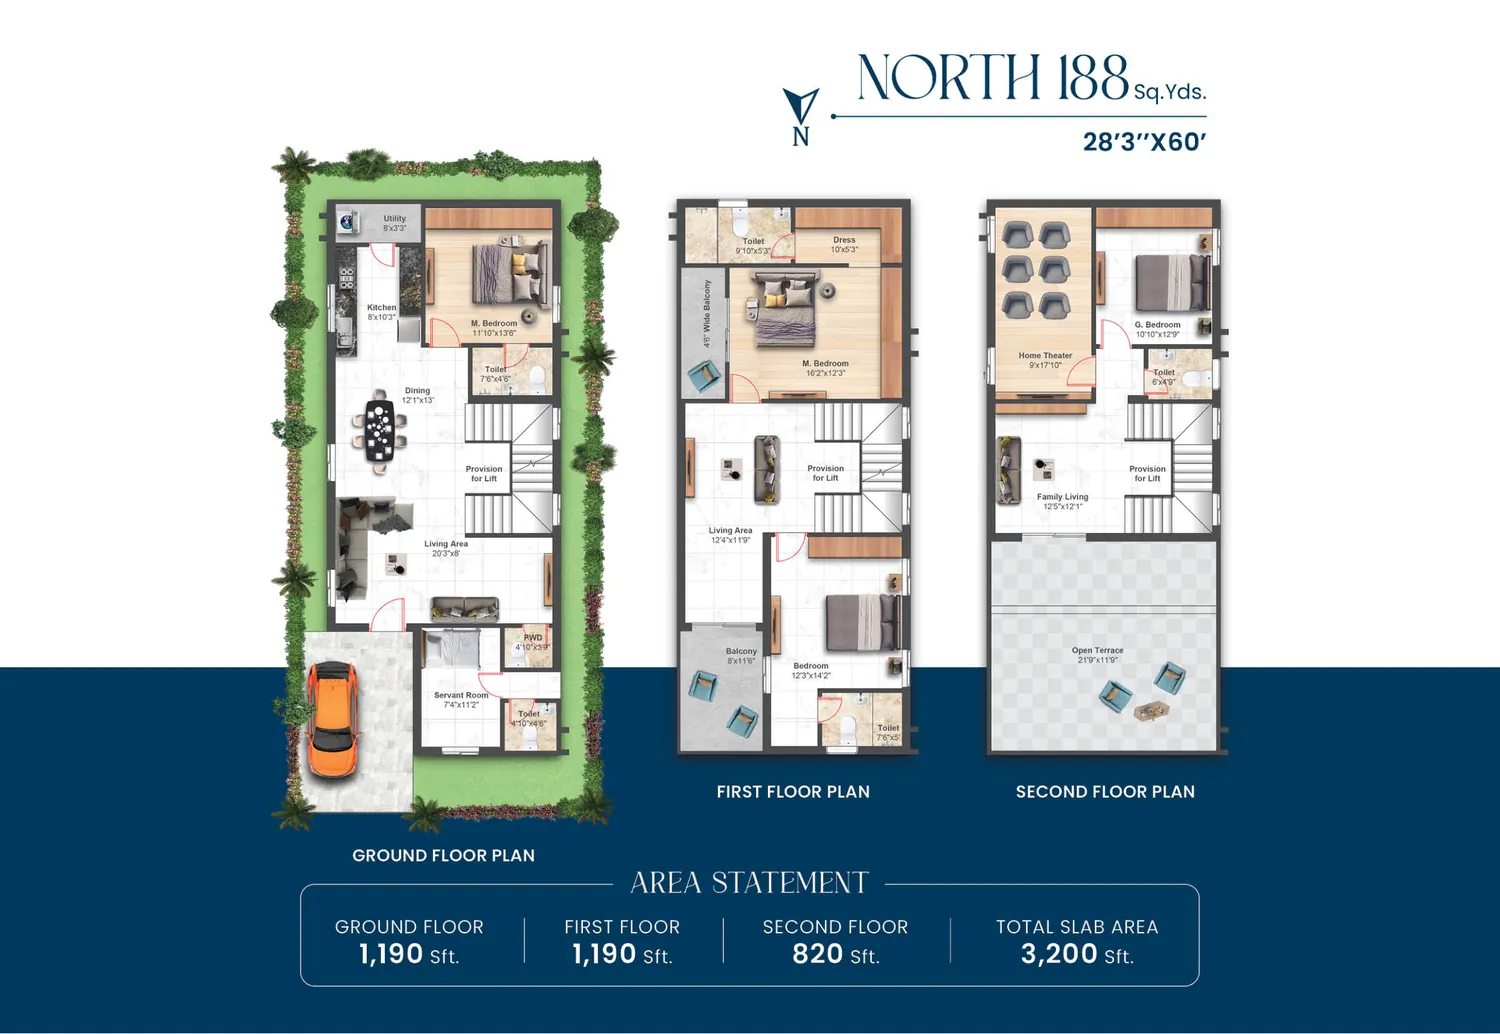 NORTH 188 Sq.Yds.
N
28’3’’X60’
Utility
8'x3'3"
Kitchen
8'x10'3"
M. Bedroom
11'10"x13'6"
Toilet
7'6"x4'6"
Dining
12'1"x13'
Provision
for Lift
Living Area
20'3"x8'
PWD
4'10"x3'9"
Servant Room
7'4"x11'2"
Toilet
4'10"x4'6"
GROUND FLOOR PLAN
Toilet
9'10"x5'3"
Dress
10'x5'3"
4'6" Wide Balcony
M. Bedroom
16'2"x12'3"
Provision
for Lift
Living Area
12'4"x11'9"
Balcony
8'x11'6"
Bedroom
12'3"x14'2"
Toilet
7'6"x5'
FIRST FLOOR PLAN
G. Bedroom
10'10"x12'9"
Home Theater
9'x17'10"
Toilet
6'x4'9"
Provision
for Lift
Family Living
12'5"x12'1"
Open Terrace
21'9"x11'9"
SECOND FLOOR PLAN
AREA STATEMENT
GROUND FLOOR
1,190 Sft.
FIRST FLOOR
1,190 Sft.
SECOND FLOOR
820 Sft.
TOTAL SLAB AREA
3,200 Sft.